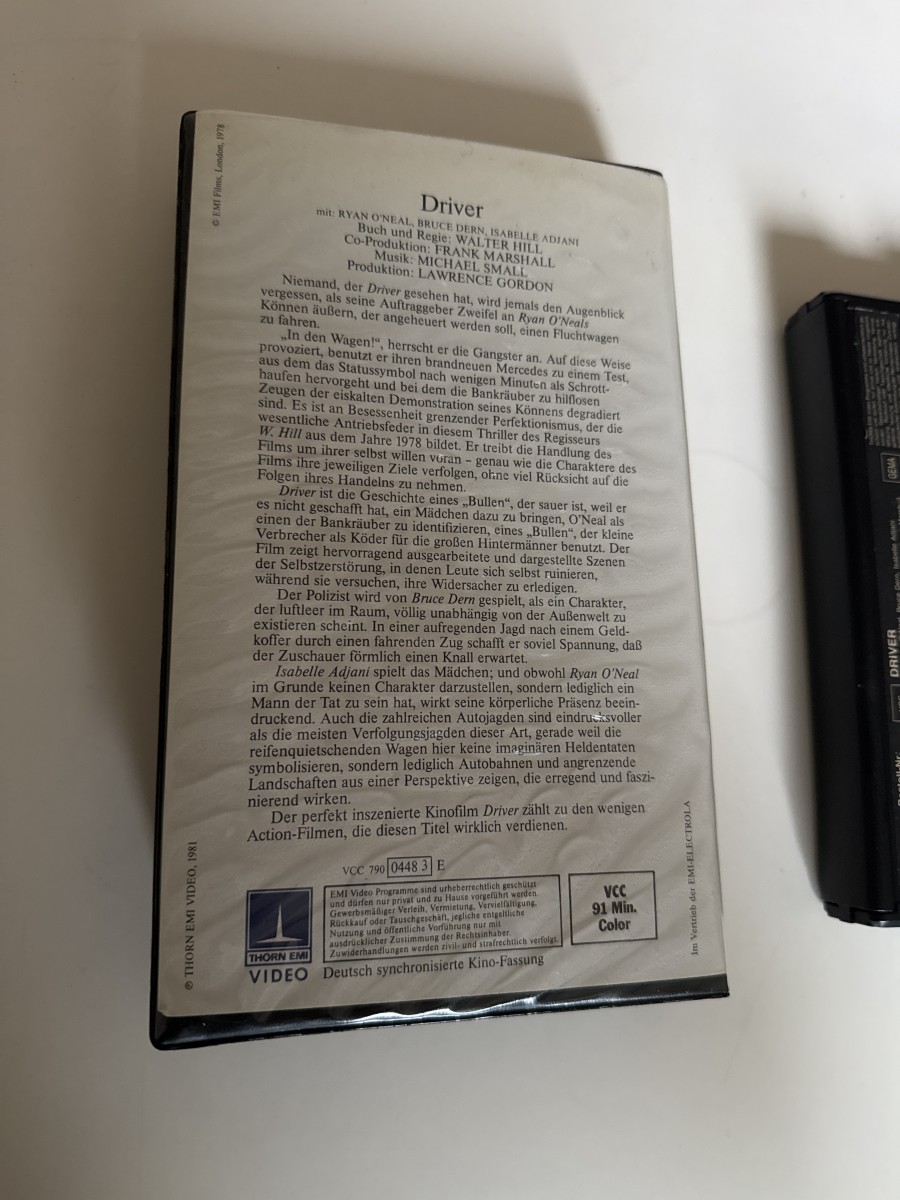 © EMI Films, London, 1978
Driver
mit: RYAN O'NEAL, BRUCE DERN, ISABELLE ADJANI
Buch und Regie: WALTER HILL
Co-Produktion: FRANK MARSHALL
Musik: MICHAEL SMALL
Produktion: LAWRENCE GORDON
Niemand, der Driver gesehen hat, wird jemals den Augenblick
vergessen, als seine Auftraggeber Zweifel an Ryan O'Neals
Können äußern, der angeheuert werden soll, einen Fluchtwagen
zu fahren.
„In den Wagen!", herrscht er die Gangster an. Auf diese Weise
provoziert, benutzt er ihren brandneuen Mercedes zu einem Test,
aus dem das Statussymbol nach wenigen Minuten als Schrott-
haufen hervorgeht und bei dem die Bankräuber zu hilflosen
Zeugen der eiskalten Demonstration seines Könnens degradiert
sind. Es ist an Besessenheit grenzender Perfektionismus, der die
wesentliche Antriebsfeder in diesem Thriller des Regisseurs
W. Hill aus dem Jahre 1978 bildet. Er treibt die Handlung des
Films um ihrer selbst willen voran – genau wie die Charaktere des
Films ihre jeweiligen Ziele verfolgen, ohne viel Rücksicht auf die
Folgen ihres Handelns zu nehmen.
Driver ist die Geschichte eines „Bullen", der sauer ist, weil er
es nicht geschafft hat, ein Mädchen dazu zu bringen, O'Neal als
einen der Bankräuber zu identifizieren, eines „Bullen", der kleine
Verbrecher als Köder für die großen Hintermänner benutzt. Der
Film zeigt hervorragend ausgearbeitete und dargestellte Szenen
der Selbstzerstörung, in denen Leute sich selbst ruinieren,
während sie versuchen, ihre Widersacher zu erledigen.
Der Polizist wird von Bruce Dern gespielt, als ein Charakter,
der luftleer im Raum, völlig unabhängig von der Außenwelt zu
existieren scheint. In einer aufregenden Jagd nach einem Geld-
koffer durch einen fahrenden Zug schafft er soviel Spannung, daß
der Zuschauer förmlich einen Knall erwartet.
Isabelle Adjani spielt das Mädchen; und obwohl Ryan O'Neal
im Grunde keinen Charakter darzustellen, sondern lediglich ein
Mann der Tat zu sein hat, wirkt seine körperliche Präsenz beein-
druckend. Auch die zahlreichen Autojagden sind eindrucksvoller
als die meisten Verfolgungsjagden dieser Art, gerade weil die
reifenquietschenden Wagen hier keine imaginären Heldentaten
symbolisieren, sondern lediglich Autobahnen und angrenzende
Landschaften aus einer Perspektive zeigen, die erregend und faszi-
nierend wirken.
Der perfekt inszenierte Kinofilm Driver zählt zu den wenigen
Action-Filmen, die diesen Titel wirklich verdienen.
℗ THORN EMI VIDEO, 1981
VCC 790 0448 3 E
THORN EMI
VIDEO
EMI Video Programme sind urheberrechtlich geschützt
und dürfen nur privat und zu Hause vorgeführt werden.
Gewerbsmäßiger Verleih, Vermietung, Vervielfältigung,
Rückkauf oder Tauschgeschäft, jegliche entgeltliche
Nutzung und öffentliche Vorführung nur mit
ausdrücklicher Zustimmung der Rechtsinhaber.
Zuwiderhandlungen werden zivil- und strafrechtlich verfolgt.
Deutsch synchronisierte Kino-Fassung
VCC
91 Min.
Color
Im Vertrieb der EMI-ELECTROLA
GEMA
DRIVER
Bruce Dern, Isabelle Adjani